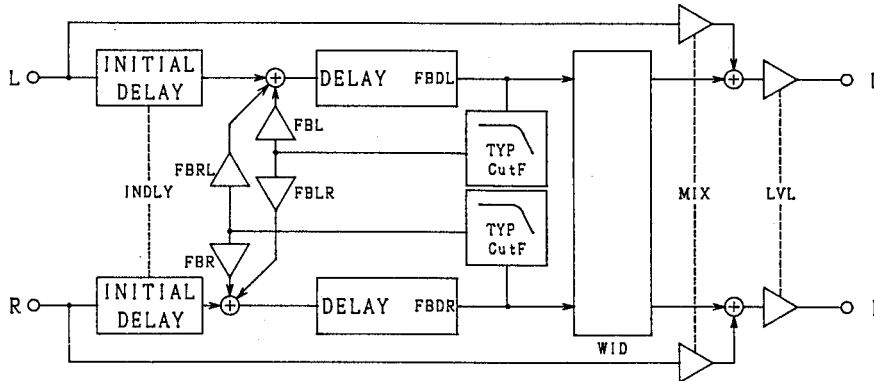 L
INITIAL
DELAY
DELAY
FBDL
FBL
FBRL
FBLR
TYP
CutF
INDLY
TYP
CutF
MIX
LVL
FBR
R
INITIAL
DELAY
DELAY
FBDR
WID